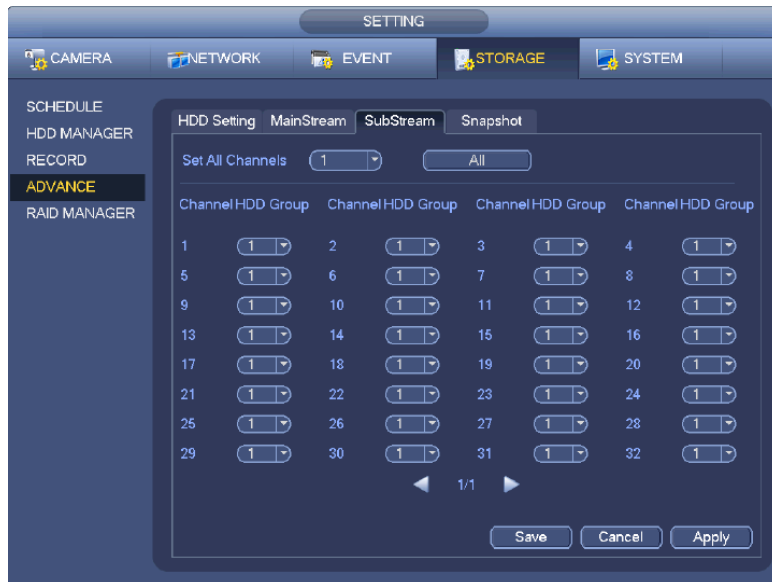 SETTING
CAMERA NETWORK EVENT STORAGE SYSTEM
SCHEDULE
HDD MANAGER
RECORD
ADVANCE
RAID MANAGER
HDD Setting MainStream SubStream Snapshot
Set All Channels 1 All
Channel HDD Group Channel HDD Group Channel HDD Group Channel HDD Group
1 1 2 1 3 1 4 1
5 1 6 1 7 1 8 1
9 1 10 1 11 1 12 1
13 1 14 1 15 1 16 1
17 1 18 1 19 1 20 1
21 1 22 1 23 1 24 1
25 1 26 1 27 1 28 1
29 1 30 1 31 1 32 1
1/1
Save Cancel Apply